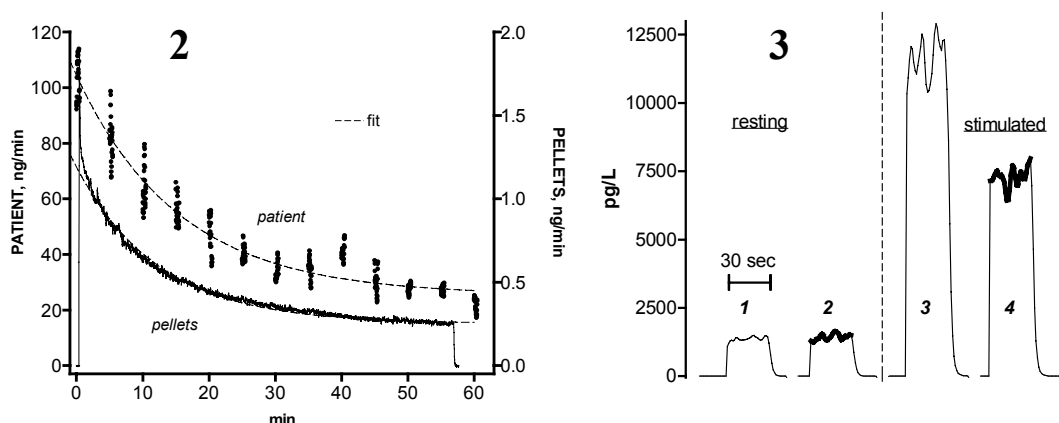 2
120
100
80
60
40
20
0
PATIENT, ng/min
2.0
1.5
1.0
0.5
0.0
PELLETS, ng/min
fit
patient
pellets
0 10 20 30 40 50 60
min
3
12500
10000
7500
5000
2500
0
pg/L
resting
stimulated
30 sec
1 2 3 4